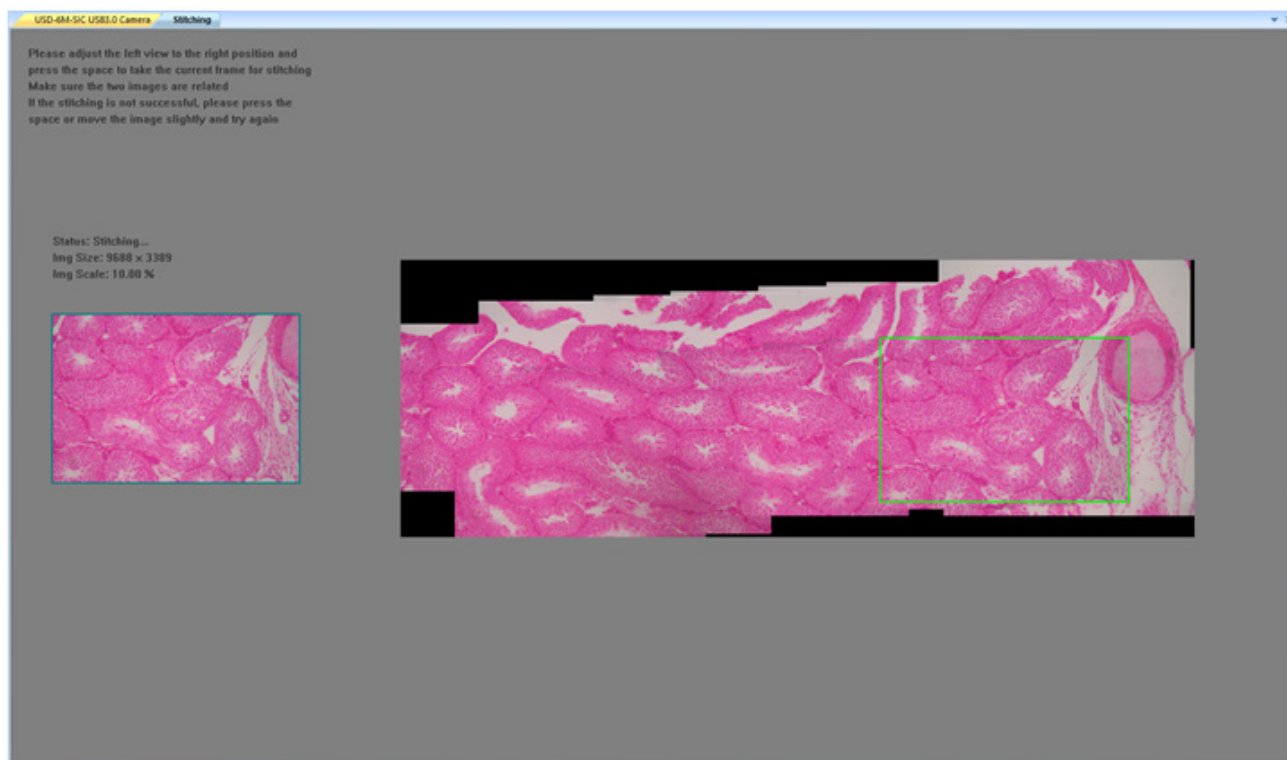 USD-6M-SIC USB3.0 Camera
Stitching
Please adjust the left view to the right position and
press the space to take the current frame for stitching
Make sure the two images are related
If the stitching is not successful, please press the
space or move the image slightly and try again
Status: Stitching...
Img Size: 9688 x 3389
Img Scale: 10.00 %